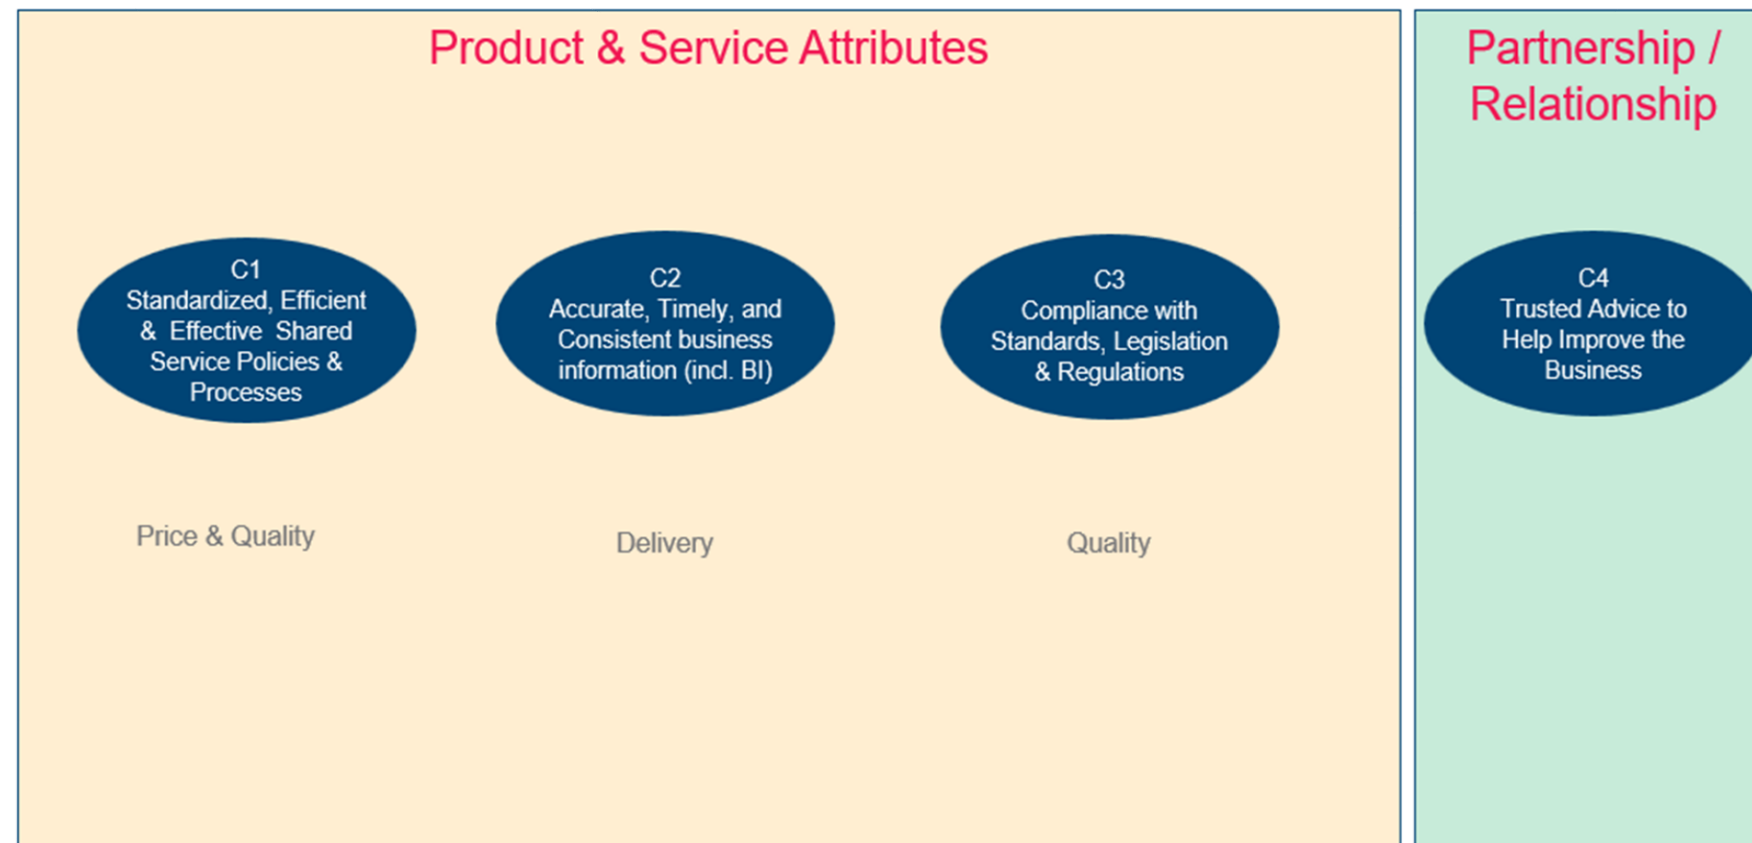 Product & Service Attributes
Partnership /
Relationship
C1
Standardized, Efficient
& Effective Shared
Service Policies &
Processes
C2
Accurate, Timely, and
Consistent business
information (incl. BI)
C3
Compliance with
Standards, Legislation
& Regulations
C4
Trusted Advice to
Help Improve the
Business
Price & Quality
Delivery
Quality